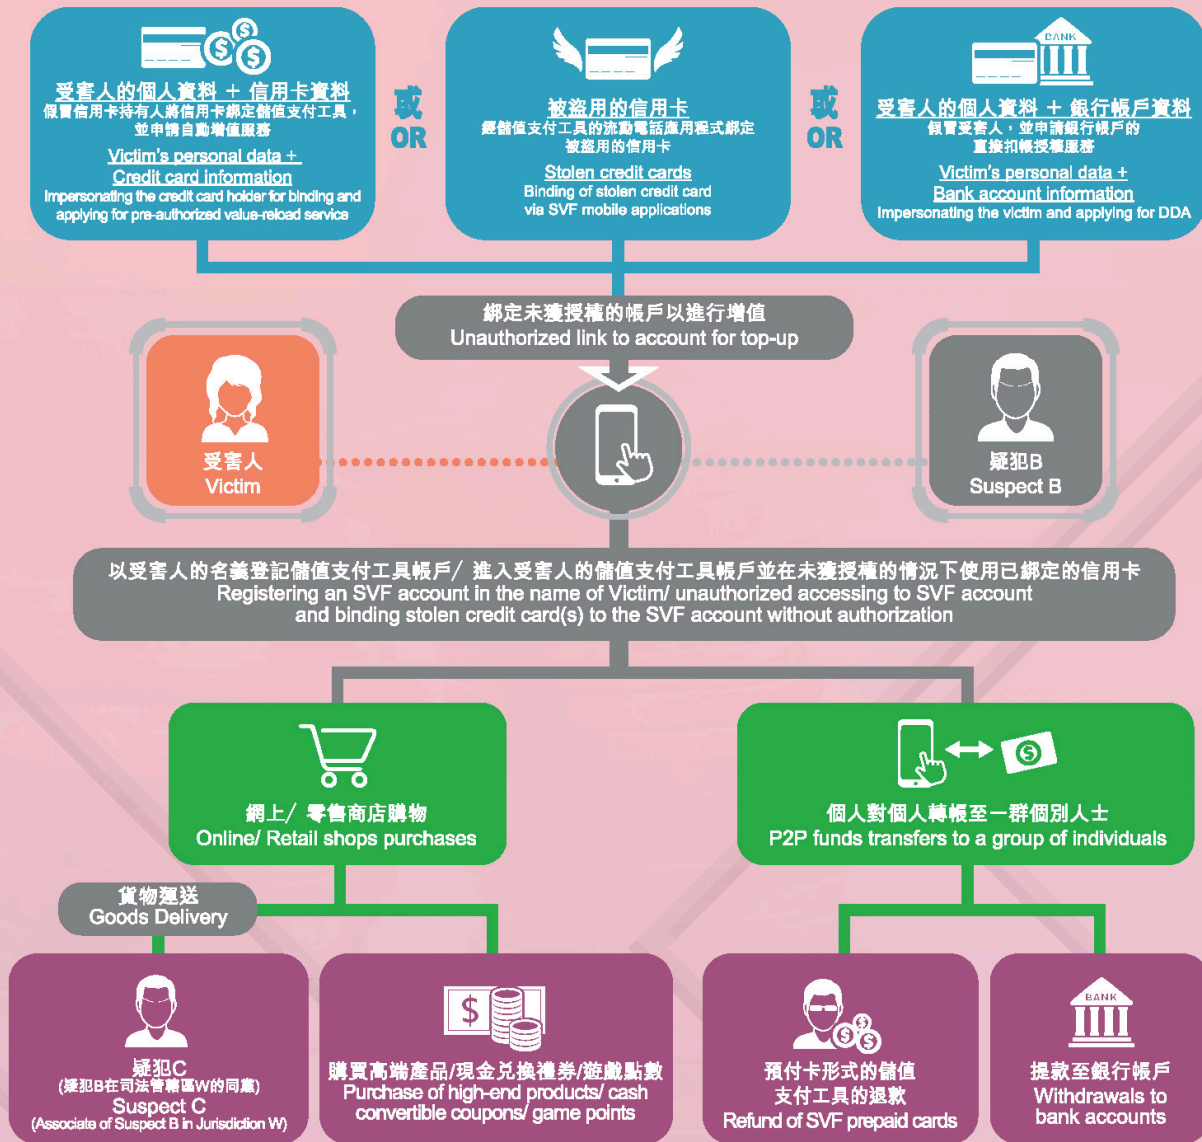 受害人的個人資料 + 信用卡資料
假冒信用卡持有人將信用卡綁定儲值支付工具，
並申請自動增值服務
Victim's personal data +
Credit card information
Impersonating the credit card holder for binding and
applying for pre-authorized value-reload service
或
OR
被盜用的信用卡
經儲值支付工具的流動電話應用程式綁定
被盜用的信用卡
Stolen credit cards
Binding of stolen credit card
via SVF mobile applications
或
OR
BANK
受害人的個人資料 + 銀行帳戶資料
假冒受害人，並申請銀行帳戶的
直接扣帳授權服務
Victim's personal data +
Bank account information
Impersonating the victim and applying for DDA
綁定未獲授權的帳戶以進行增值
Unauthorized link to account for top-up
受害人
Victim
疑犯B
Suspect B
以受害人的名義登記儲值支付工具帳戶/ 進入受害人的儲值支付工具帳戶並在未獲授權的情況下使用已綁定的信用卡
Registering an SVF account in the name of Victim/ unauthorized accessing to SVF account
and binding stolen credit card(s) to the SVF account without authorization
網上/ 零售商店購物
Online/ Retail shops purchases
個人對個人轉帳至一群個別人士
P2P funds transfers to a group of individuals
貨物運送
Goods Delivery
疑犯C
(疑犯B在司法管轄區W的同黨)
Suspect C
(Associate of Suspect B in Jurisdiction W)
購買高端產品/現金兌換禮券/遊戲點數
Purchase of high-end products/ cash
convertible coupons/ game points
預付卡形式的儲值
支付工具的退款
Refund of SVF prepaid cards
BANK
提款至銀行帳戶
Withdrawals to
bank accounts